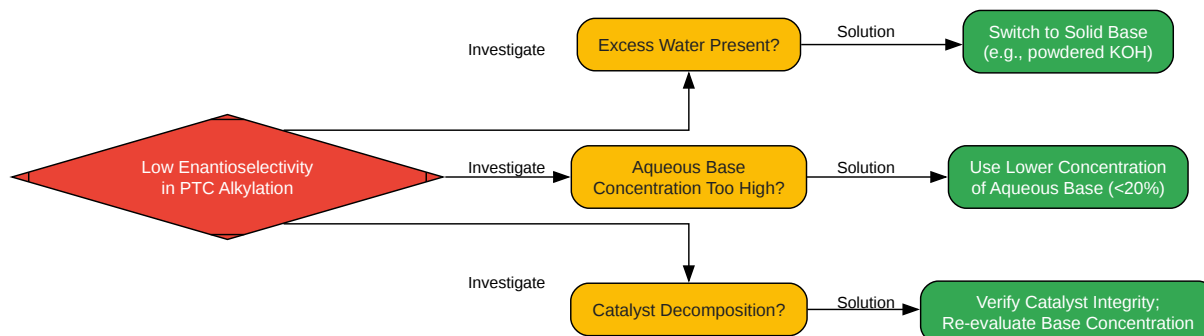 Low Enantioselectivity
in PTC Alkylation
Investigate
Excess Water Present?
Solution
Switch to Solid Base
(e.g., powdered KOH)
Investigate
Aqueous Base
Concentration Too High?
Solution
Use Lower Concentration
of Aqueous Base (<20%)
Investigate
Catalyst Decomposition?
Solution
Verify Catalyst Integrity;
Re-evaluate Base Concentration